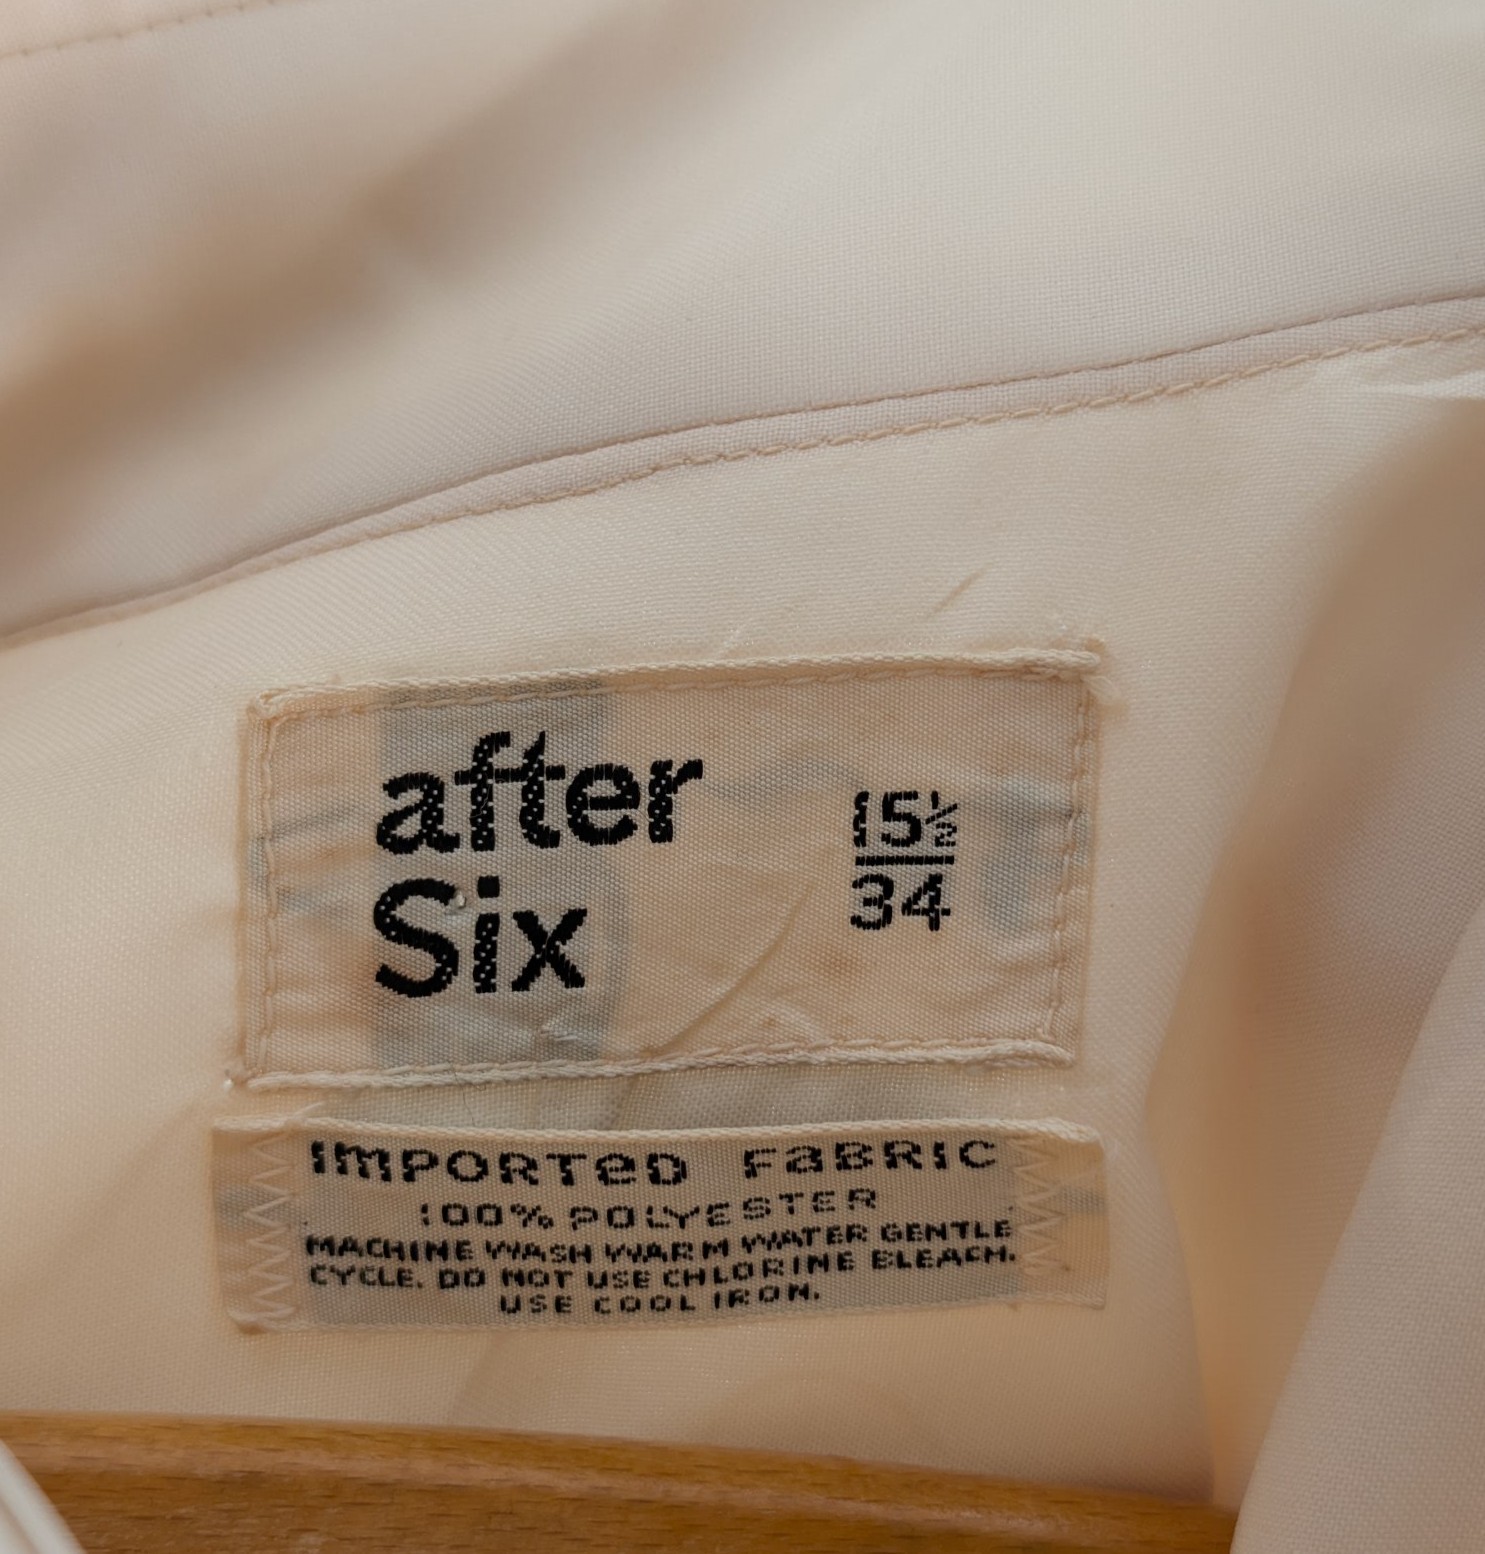 after
Six
15½
34
IMPORTED FABRIC
100% POLYESTER
MACHINE WASH WARM WATER GENTLE
CYCLE. DO NOT USE CHLORINE BLEACH.
USE COOL IRON.